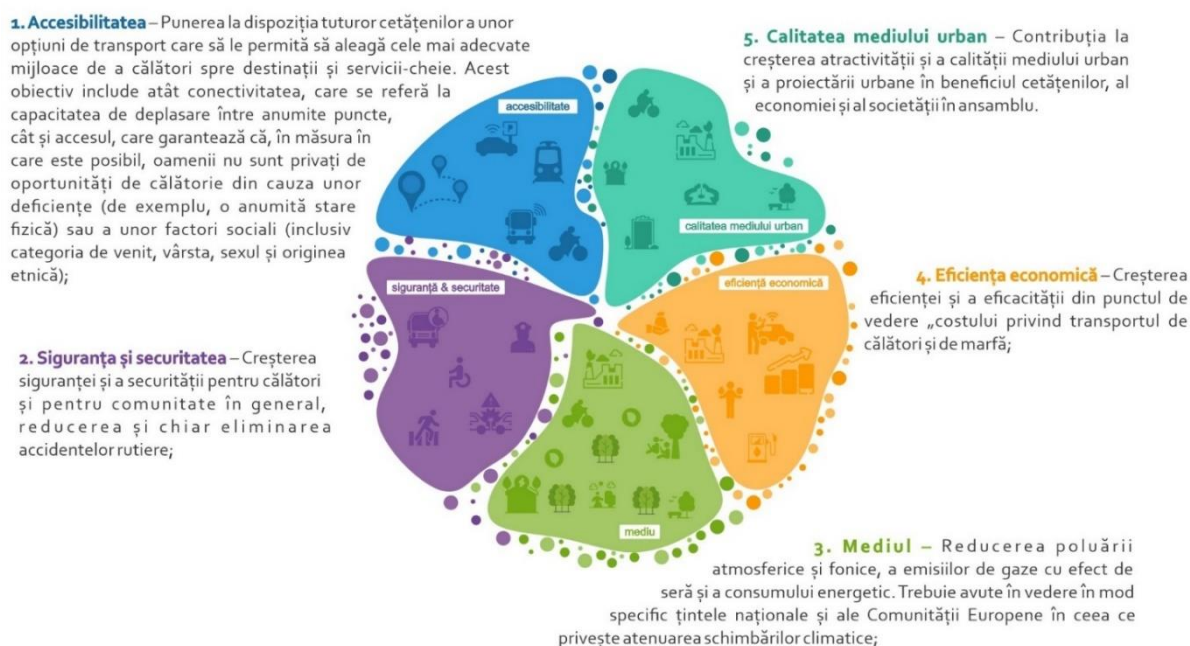 1. Accesibilitatea – Punerea la dispoziția tuturor cetățenilor a unor
opțiuni de transport care să le permită să aleagă cele mai adecvate
mijloace de a călători spre destinații și servicii-cheie. Acest
obiectiv include atât conectivitatea, care se referă la
capacitatea de deplasare între anumite puncte,
cât și accesul, care garantează că, în măsura în
care este posibil, oamenii nu sunt privați de
oportunități de călătorie din cauza unor
deficiențe (de exemplu, o anumită stare
fizică) sau a unor factori sociali (inclusiv
categoria de venit, vârsta, sexul și originea
etnică);
2. Siguranța și securitatea – Creșterea
siguranței și a securității pentru călători
și pentru comunitate în general,
reducerea și chiar eliminarea
accidentelor rutiere;
accesibilitate
calitatea mediului urban
siguranță & securitate
eficiență economică
mediu
5. Calitatea mediului urban – Contribuția la
creșterea atractivității și a calității mediului urban
și a proiectării urbane în beneficiul cetățenilor, al
economiei și al societății în ansamblu.
4. Eficiența economică – Creșterea
eficienței și a eficacității din punctul de
vedere „costului privind transportul de
călători și de marfă;
3. Mediul – Reducerea poluării
atmosferice și fonice, a emisiilor de gaze cu efect de
seră și a consumului energetic. Trebuie avute în vedere în mod
specific țintele naționale și ale Comunității Europene în ceea ce
privește atenuarea schimbărilor climatice;